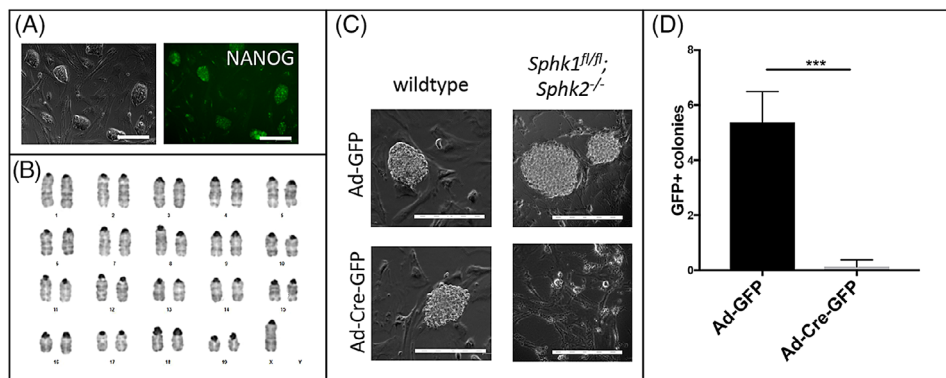 (A)
NANOG
(B)
1 2 3 4 5
6 7 8 9 10
11 12 13 14 15
16 17 18 19 X Y
(C)
wildtype
Sphk1fl/fl;
Sphk2-/-
Ad-GFP
Ad-Cre-GFP
(D)
8
6
4
2
0
GFP+ colonies
***
Ad-GFP
Ad-Cre-GFP